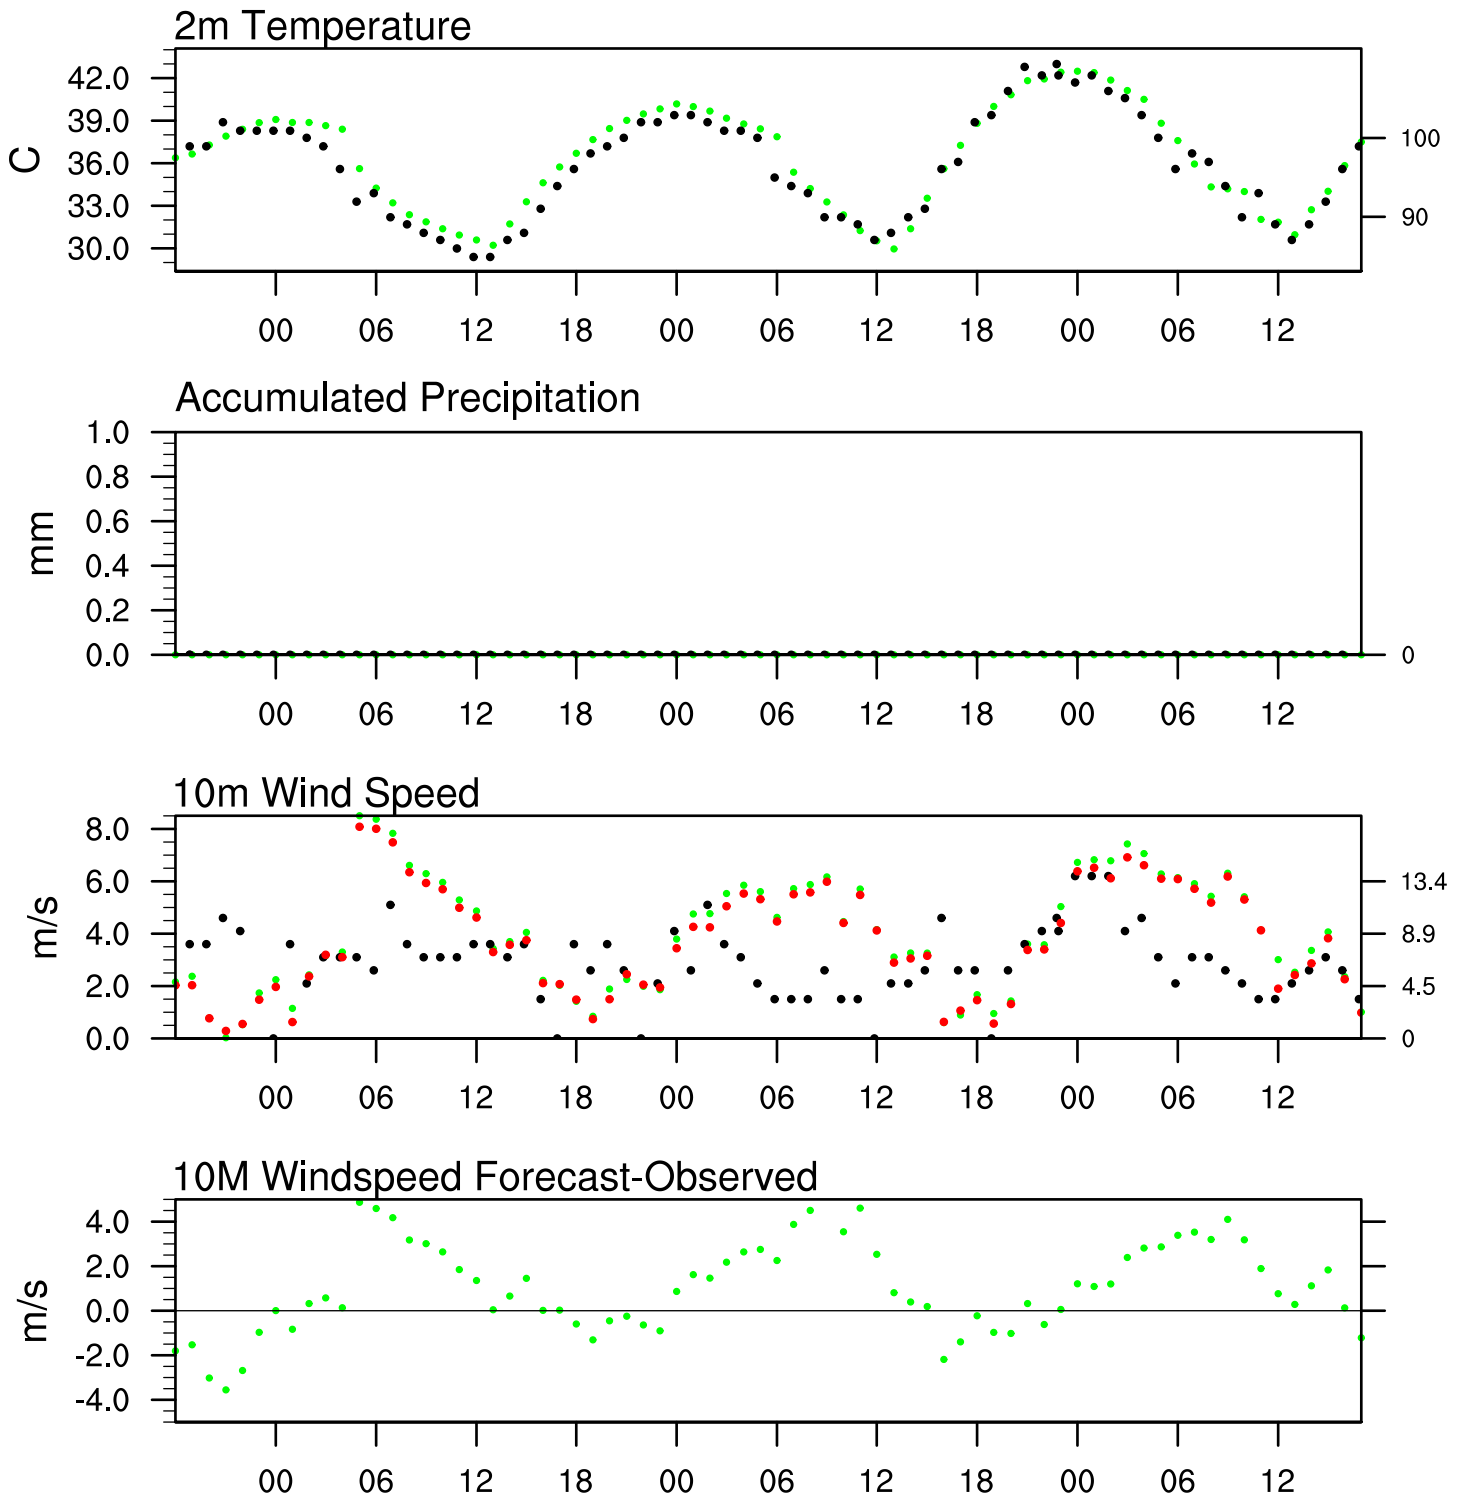 2m Temperature
42.0
39.0
36.0
33.0
30.0
C
100
90
00 06 12 18 00 06 12 18 00 06 12
Accumulated Precipitation
1.0
0.8
0.6
0.4
0.2
0.0
mm
0
00 06 12 18 00 06 12 18 00 06 12
10m Wind Speed
8.0
6.0
4.0
2.0
0.0
m/s
13.4
8.9
4.5
0
00 06 12 18 00 06 12 18 00 06 12
10M Windspeed Forecast-Observed
4.0
2.0
0.0
-2.0
-4.0
m/s
00 06 12 18 00 06 12 18 00 06 12